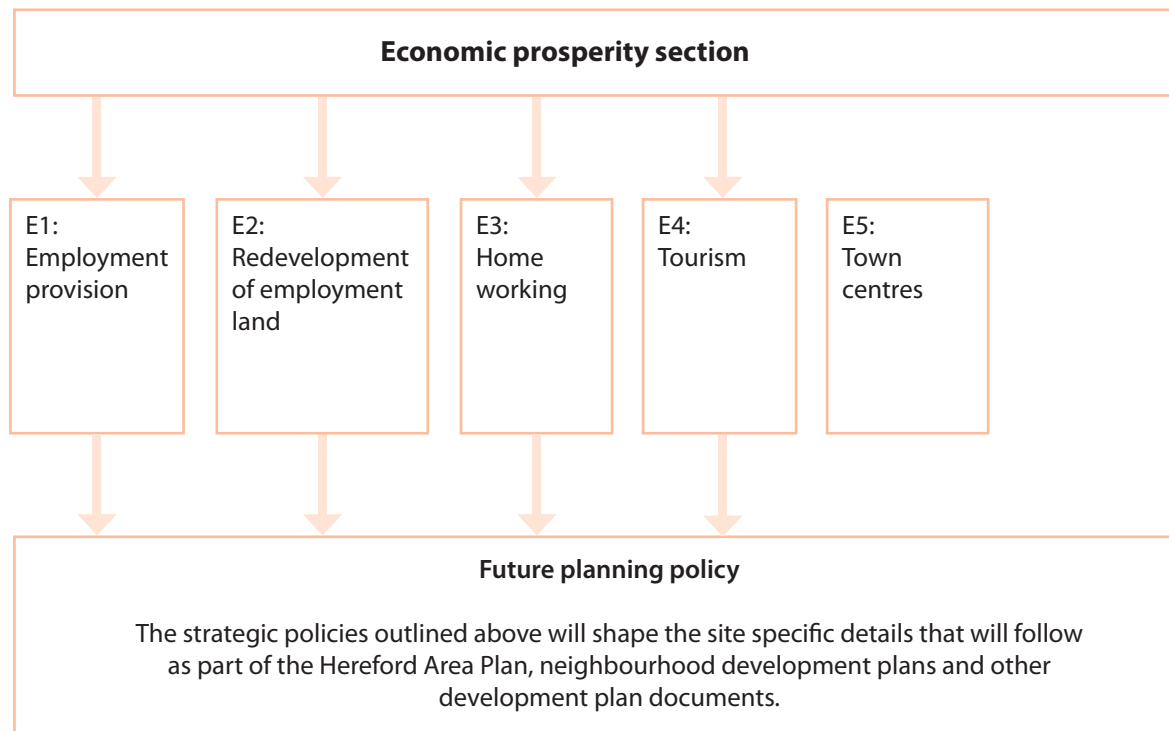 Economic prosperity section
E1:
Employment
provision
E2:
Redevelopment
of employment
land
E3:
Home
working
E4:
Tourism
E5:
Town
centres
Future planning policy
The strategic policies outlined above will shape the site specific details that will follow
as part of the Hereford Area Plan, neighbourhood development plans and other
development plan documents.